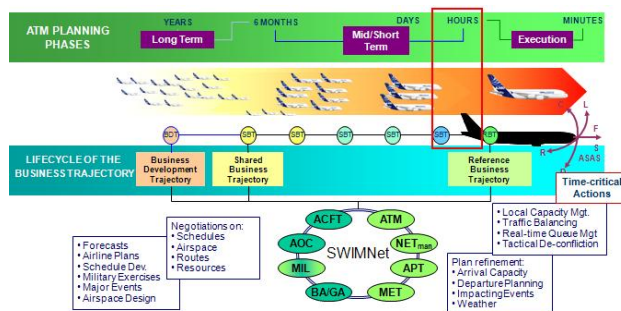 ATM PLANNING
PHASES
YEARS
6 MONTHS
DAYS
HOURS
MINUTES
Long Term
Mid/Short
Term
Execution
BDT
SBT
SBT
SBT
SBT
SBT
RBT
L
F
S
ASAS
R
LIFECYCLE OF THE
BUSINESS TRAJECTORY
Business
Development
Trajectory
Shared
Business
Trajectory
Reference
Business
Trajectory
Time-critical
Actions
• Local Capacity Mgt.
• Traffic Balancing
• Real-time Queue Mgt
• Tactical De-confliction
Negotiations on:
• Schedules
• Airspace
• Routes
• Resources
• Forecasts
• Airline Plans
• Schedule Dev.
• Military Exercises
• Major Events
• Airspace Design
ACFT
ATM
AOC
NETman
SWIMNet
MIL
APT
BA/GA
MET
Plan refinement:
• Arrival Capacity
• Departure Planning
• Impacting Events
• Weather